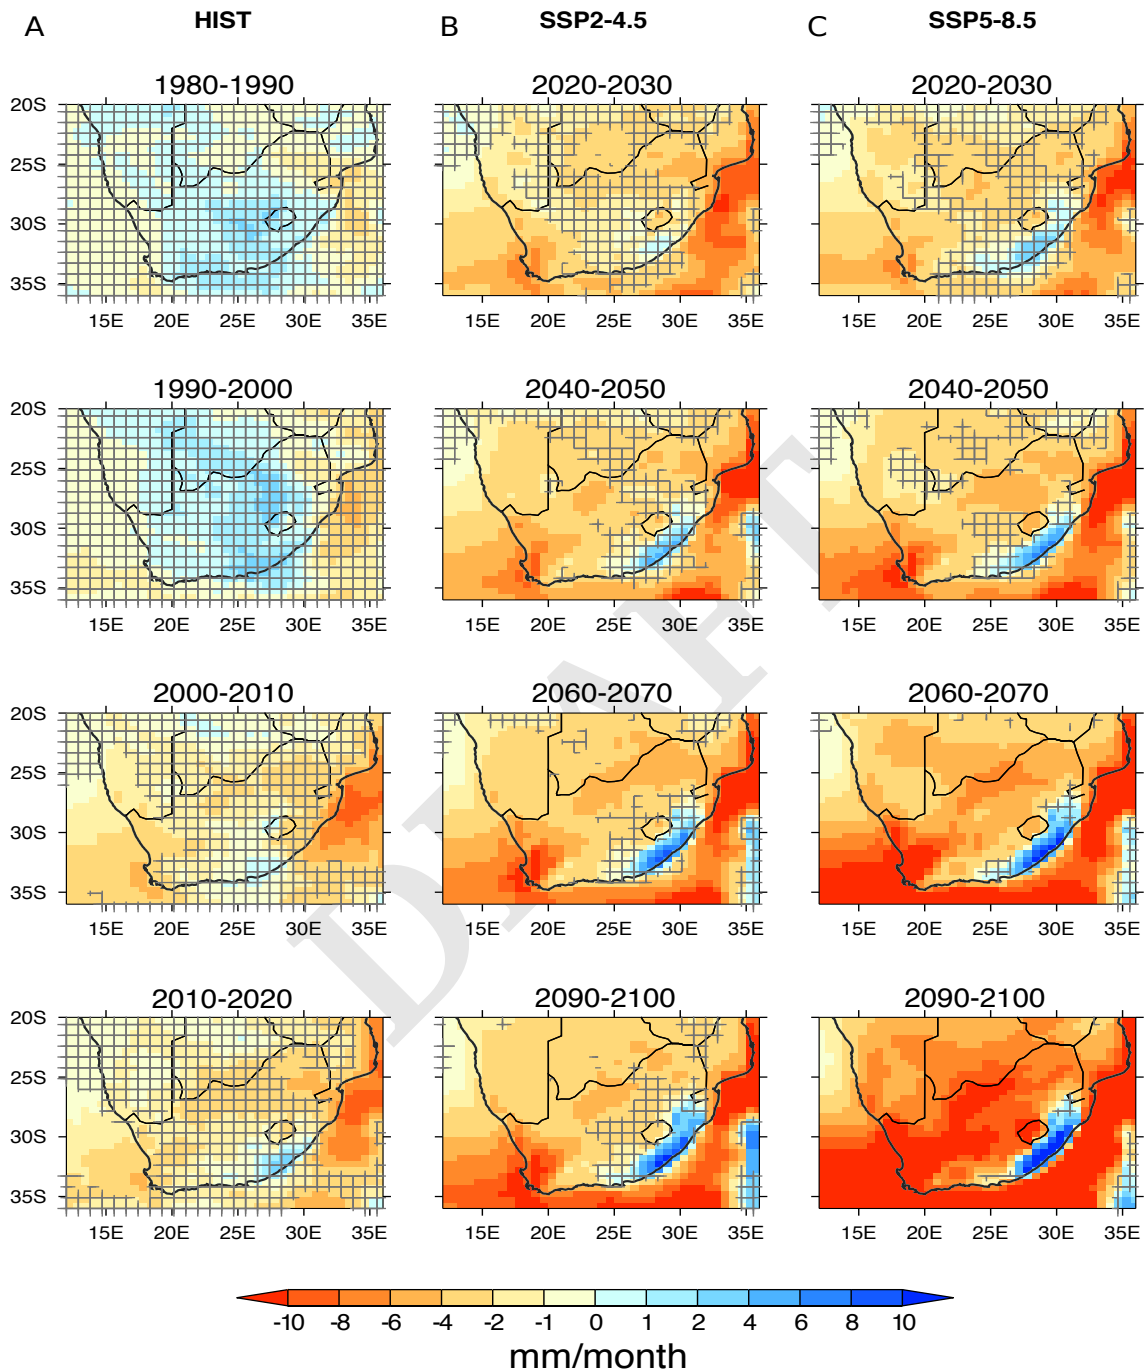 A HIST B SSP2-4.5 C SSP5-8.5
1980-1990 2020-2030 2020-2030
20S
25S
30S
35S
15E 20E 25E 30E 35E 15E 20E 25E 30E 35E 15E 20E 25E 30E 35E
1990-2000 2040-2050 2040-2050
20S
25S
30S
35S
15E 20E 25E 30E 35E 15E 20E 25E 30E 35E 15E 20E 25E 30E 35E
2000-2010 2060-2070 2060-2070
20S
25S
30S
35S
15E 20E 25E 30E 35E 15E 20E 25E 30E 35E 15E 20E 25E 30E 35E
2010-2020 2090-2100 2090-2100
20S
25S
30S
35S
15E 20E 25E 30E 35E 15E 20E 25E 30E 35E 15E 20E 25E 30E 35E
-10 -8 -6 -4 -2 -1 0 1 2 4 6 8 10
mm/month
DRAFT